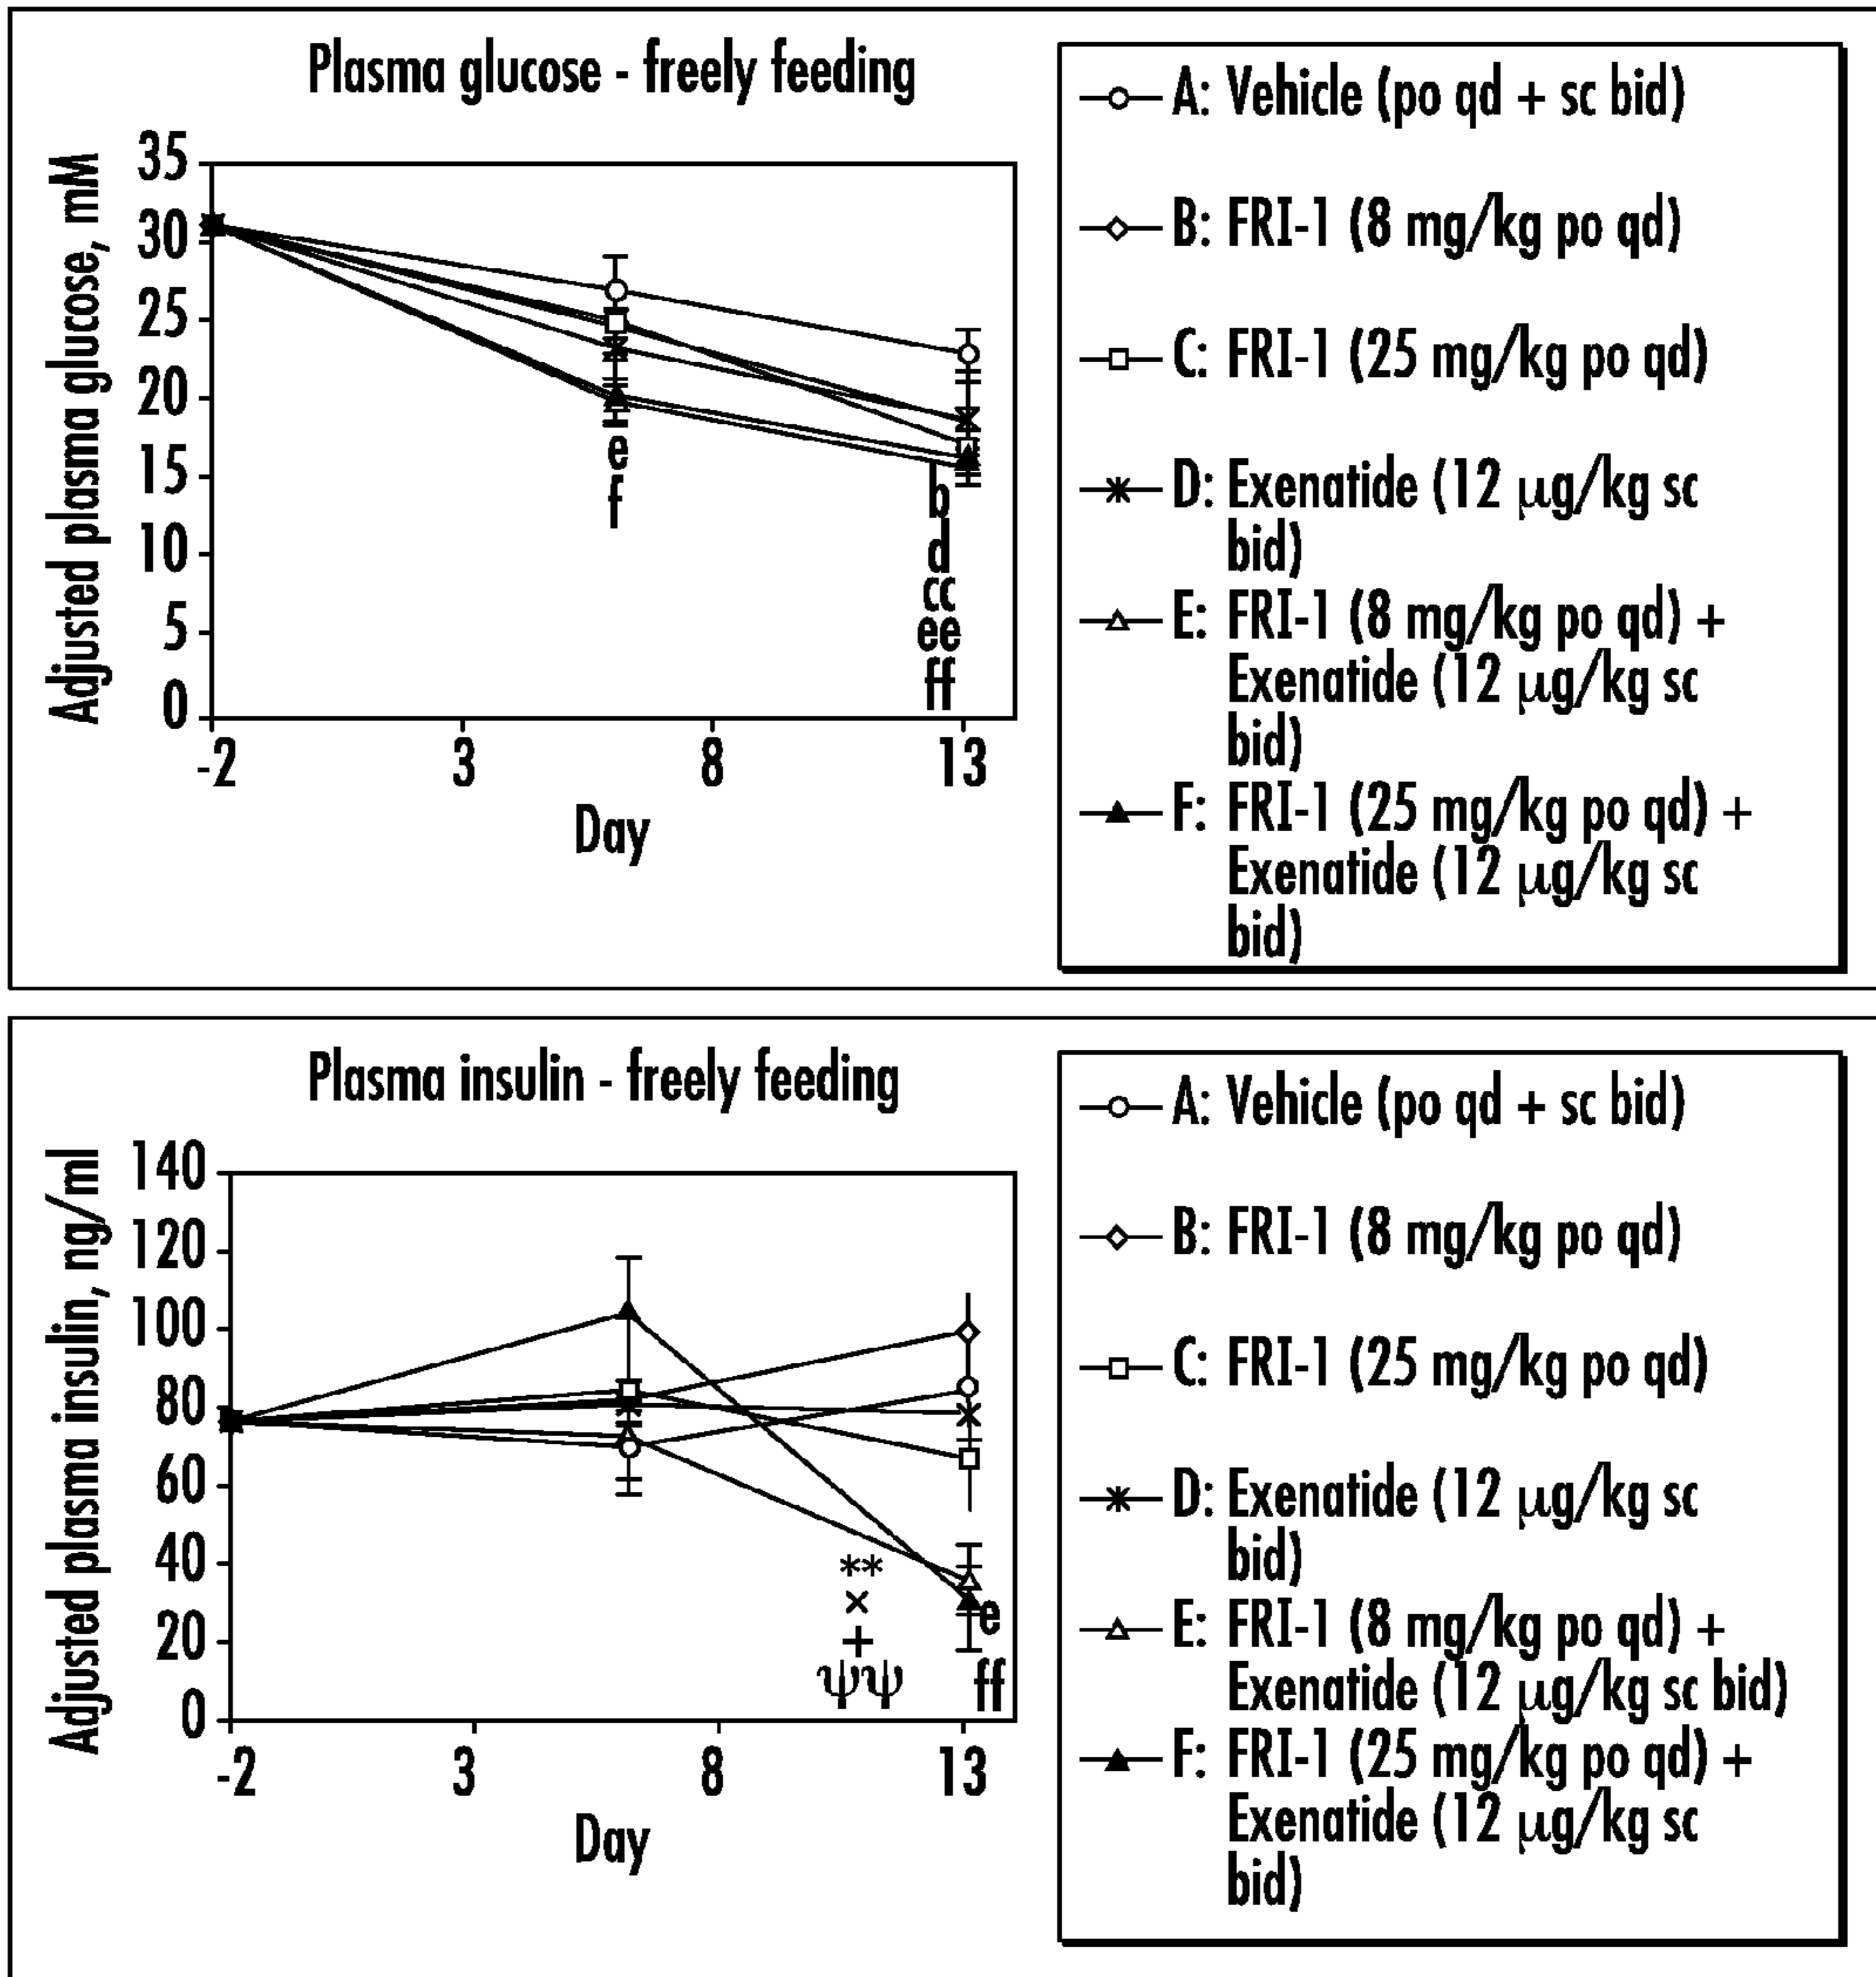 Plasma glucose - freely feeding
Adjusted plasma glucose, mM
35
30
25
20
15
10
5
0
e
f
b
d
cc
ee
ff
-2
3
8
13
Day
A: Vehicle (po qd + sc bid)
B: FRI-1 (8 mg/kg po qd)
C: FRI-1 (25 mg/kg po qd)
D: Exenatide (12 μg/kg sc
bid)
E: FRI-1 (8 mg/kg po qd) +
Exenatide (12 μg/kg sc
bid)
F: FRI-1 (25 mg/kg po qd) +
Exenatide (12 μg/kg sc
bid)
Plasma insulin - freely feeding
Adjusted plasma insulin, ng/ml
140
120
100
80
60
40
20
0
**
×
+
ψψ
e
ff
-2
3
8
13
Day
A: Vehicle (po qd + sc bid)
B: FRI-1 (8 mg/kg po qd)
C: FRI-1 (25 mg/kg po qd)
D: Exenatide (12 μg/kg sc
bid)
E: FRI-1 (8 mg/kg po qd) +
Exenatide (12 μg/kg sc bid)
F: FRI-1 (25 mg/kg po qd) +
Exenatide (12 μg/kg sc
bid)